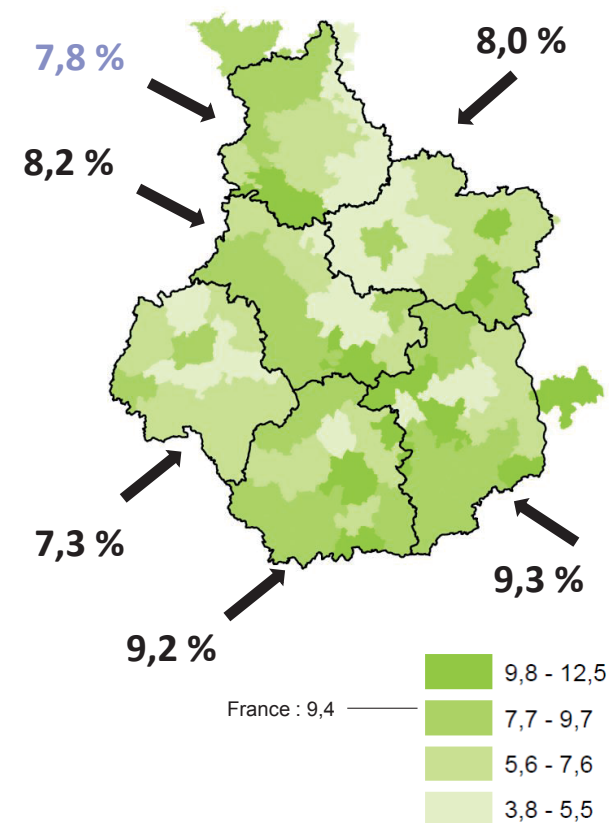 8,0 %
7,8 %
8,2 %
7,3 %
9,3 %
9,2 %
9,8 - 12,5
France : 9,4
7,7 - 9,7
5,6 - 7,6
3,8 - 5,5